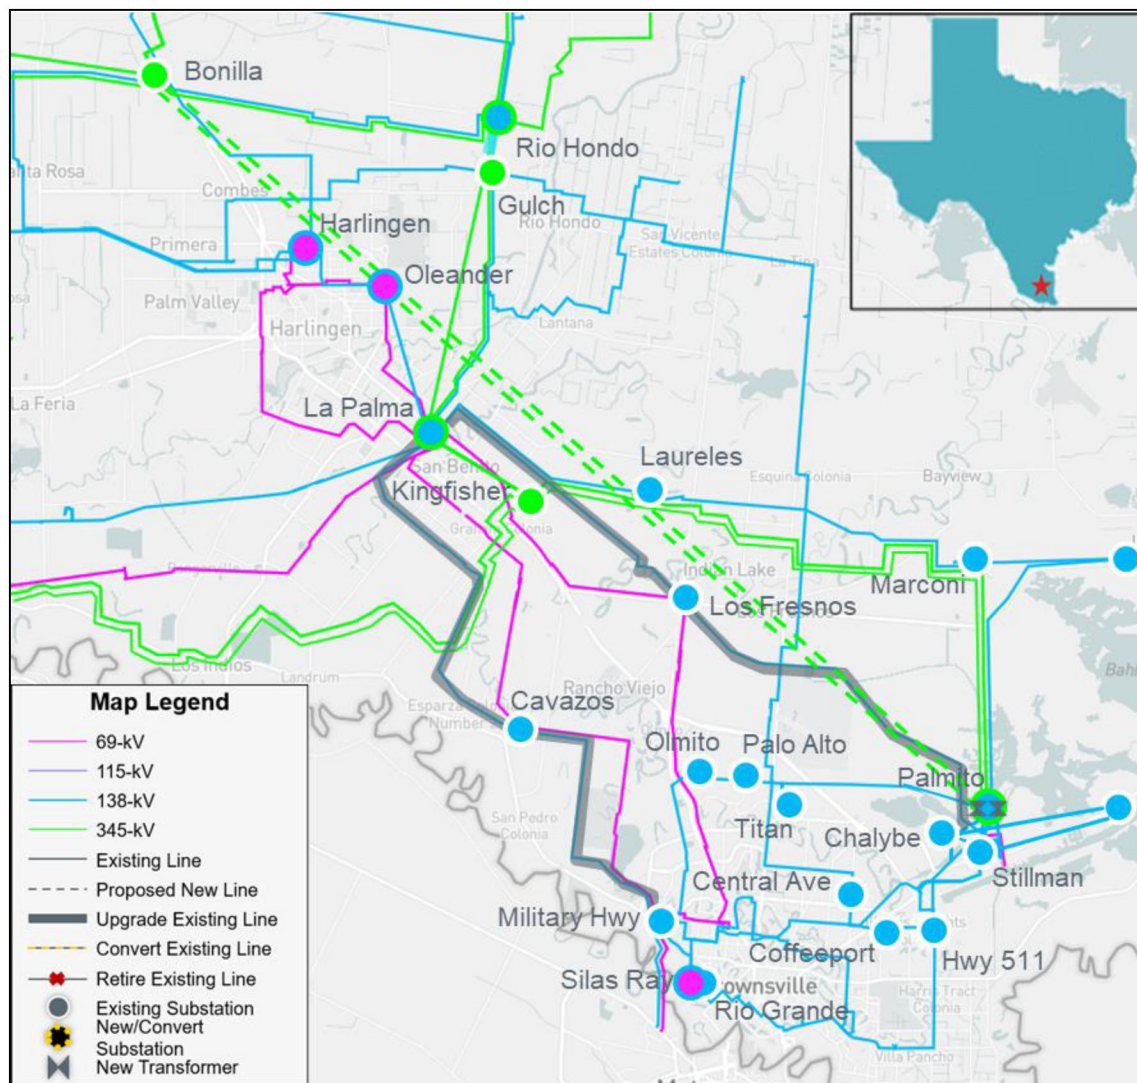 Bonilla
Rio Hondo
anta Rosa
Combes
Gulch
Rio Hondo
Harlingen
Primera
San Vicente
Estates Colonia
La Tina
Oleander
Palm Valley
Harlingen
Lantana
La Feria
La Palma
Laureles
San Benito
Esquina Colonia
Bayview
Kingfisher
Colonia
Indian Lake
Marconi
Los Fresnos
Los Indios
Landrum
Rancho Viejo
Cavazos
Number
Olmito
Palo Alto
Palmito
San Pedro
Colonia
Titan
Chalybe
Central Ave
Stillman
Military Hwy
Coffeeport
Hwy 511
Silas Ray
ownsville
Harris Tract
Colonia
Rio Grande
Villa Pancho
Map Legend
69-kV
115-kV
138-kV
345-kV
Existing Line
Proposed New Line
Upgrade Existing Line
Convert Existing Line
Retire Existing Line
Existing Substation
New/Convert
Substation
New Transformer